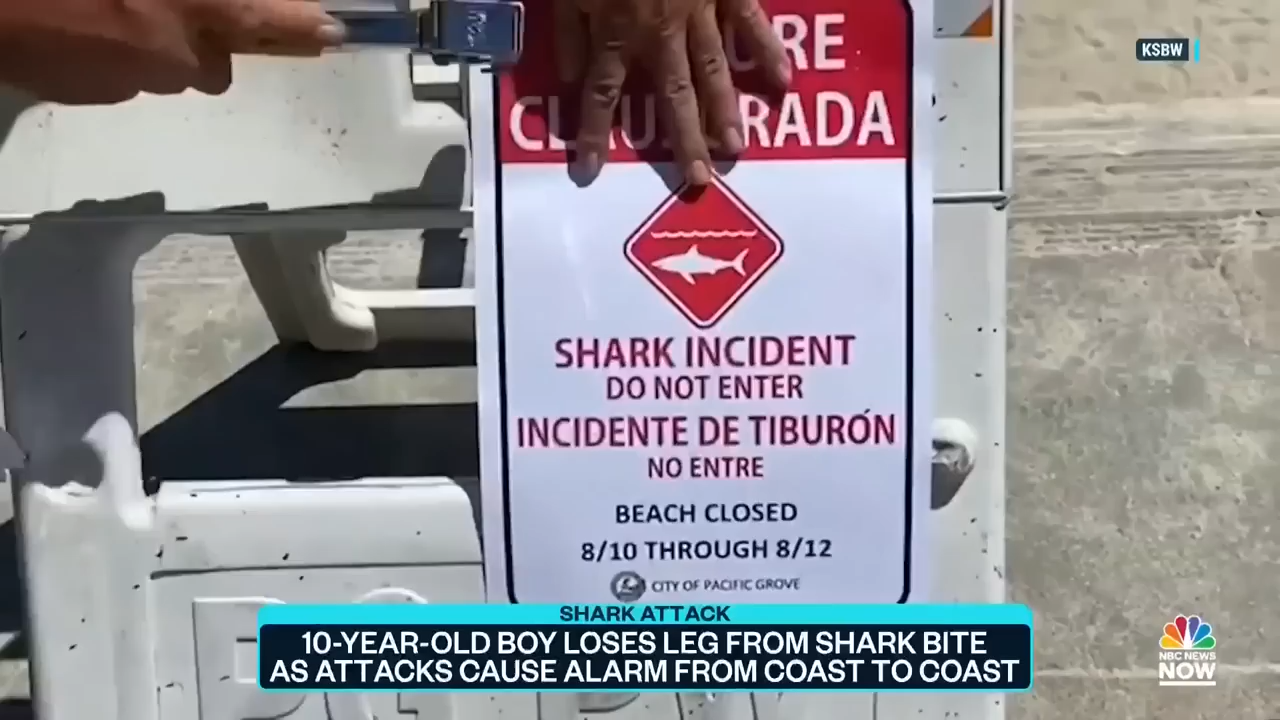 KSBW
SHARK INCIDENT
DO NOT ENTER
INCIDENTE DE TIBURÓN
NO ENTRE
BEACH CLOSED
8/10 THROUGH 8/12
CITY OF PACIFIC GROVE
SHARK ATTACK
10-YEAR-OLD BOY LOSES LEG FROM SHARK BITE
AS ATTACKS CAUSE ALARM FROM COAST TO COAST
NBC NEWS
NOW